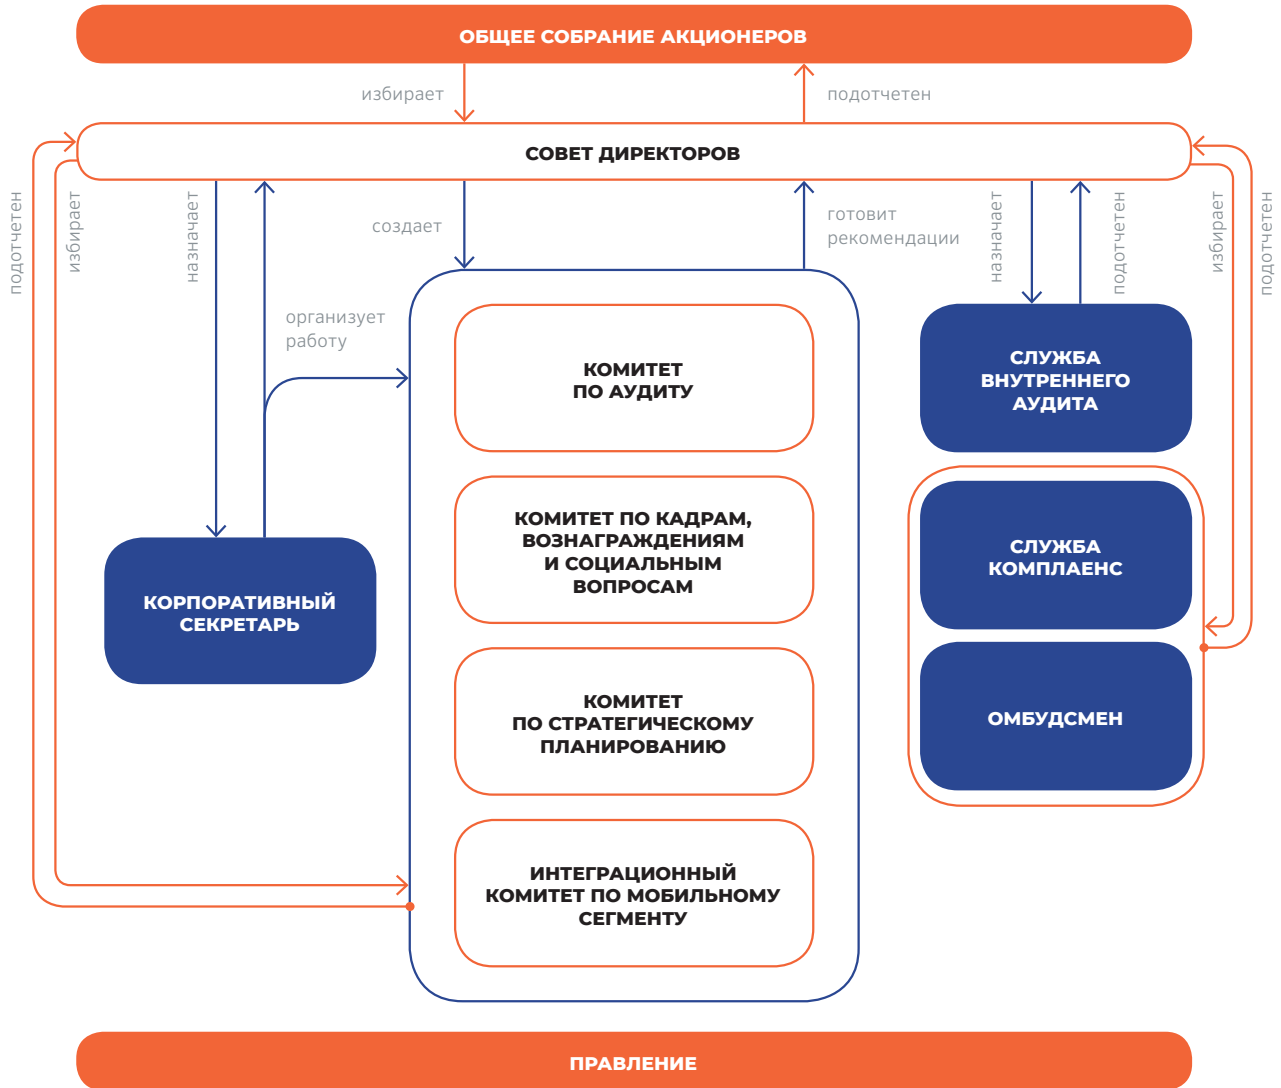 ОБЩЕЕ СОБРАНИЕ АКЦИОНЕРОВ
избирает
подотчетен
СОВЕТ ДИРЕКТОРОВ
подотчетен
избирает
назначает
создает
готовит
рекомендации
назначает
подотчетен
избирает
подотчетен
организует
работу
КОМИТЕТ
ПО АУДИТУ
СЛУЖБА
ВНУТРЕННЕГО
АУДИТА
КОМИТЕТ ПО КАДРАМ,
ВОЗНАГРАЖДЕНИЯМ
И СОЦИАЛЬНЫМ
ВОПРОСАМ
СЛУЖБА
КОМПЛАЕНС
КОРПОРАТИВНЫЙ
СЕКРЕТАРЬ
КОМИТЕТ
ПО СТРАТЕГИЧЕСКОМУ
ПЛАНИРОВАНИЮ
ОМБУДСМЕН
ИНТЕГРАЦИОННЫЙ
КОМИТЕТ ПО МОБИЛЬНОМУ
СЕГМЕНТУ
ПРАВЛЕНИЕ